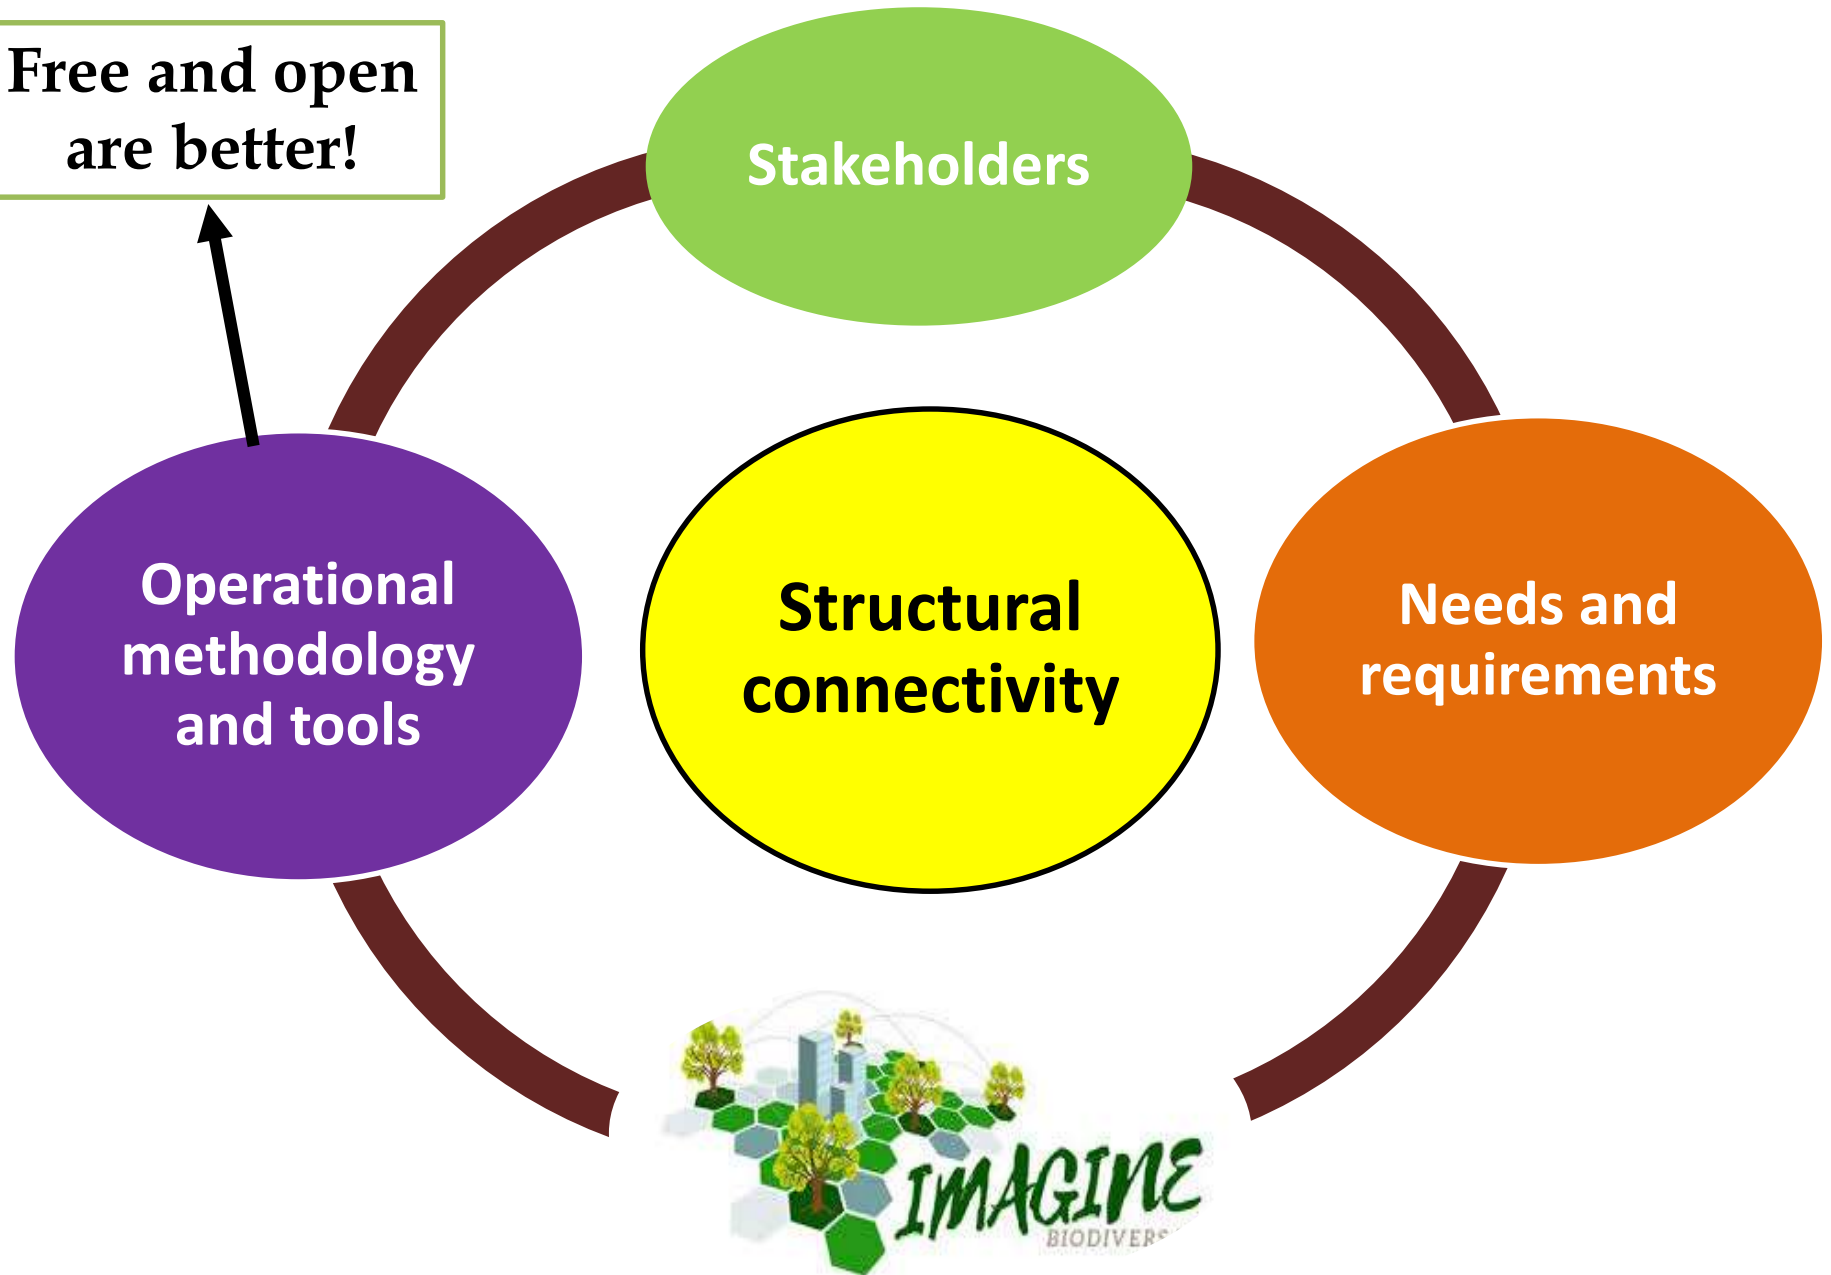 Free and open
are better!
Stakeholders
Operational
methodology
and tools
Structural
connectivity
Needs and
requirements
IMAGINE